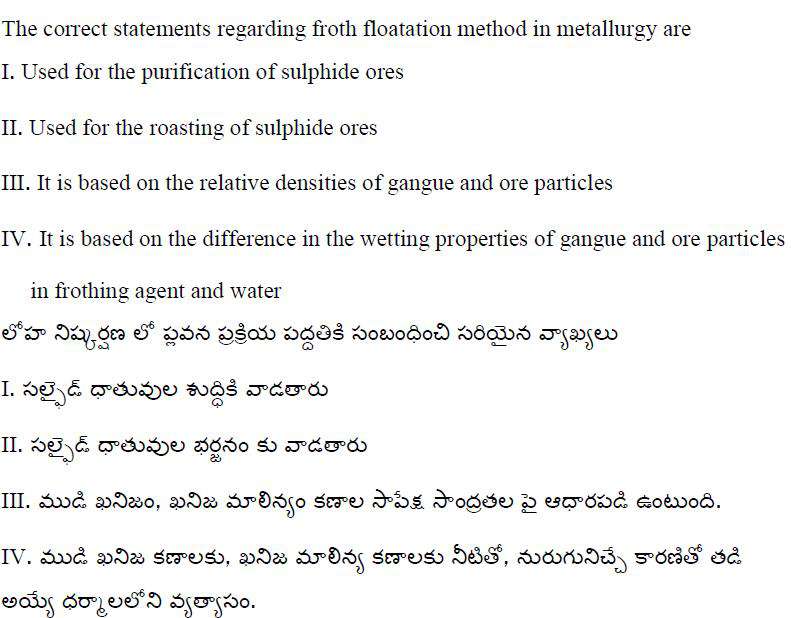 The correct statements regarding froth floatation method in metallurgy are
I. Used for the purification of sulphide ores
II. Used for the roasting of sulphide ores
III. It is based on the relative densities of gangue and ore particles
IV. It is based on the difference in the wetting properties of gangue and ore particles
in frothing agent and water
లోహ నిష్కర్షణ లో ప్లవన ప్రక్రియ పద్దతికి సంబంధించి సరియైన వ్యాఖ్యలు
I. సల్ఫైడ్ ధాతువుల శుద్ధికి వాడతారు
II. సల్ఫైడ్ ధాతువుల భర్జనం కు వాడతారు
III. ముడి ఖనిజం, ఖనిజ మాలిన్యం కణాల సాపేక్ష సాంద్రతల పై ఆధారపడి ఉంటుంది.
IV. ముడి ఖనిజ కణాలకు, ఖనిజ మాలిన్య కణాలకు నీటితో, నురుగునిచ్చే కారణితో తడి
అయ్యే ధర్మాలలోని వ్యత్యాసం.